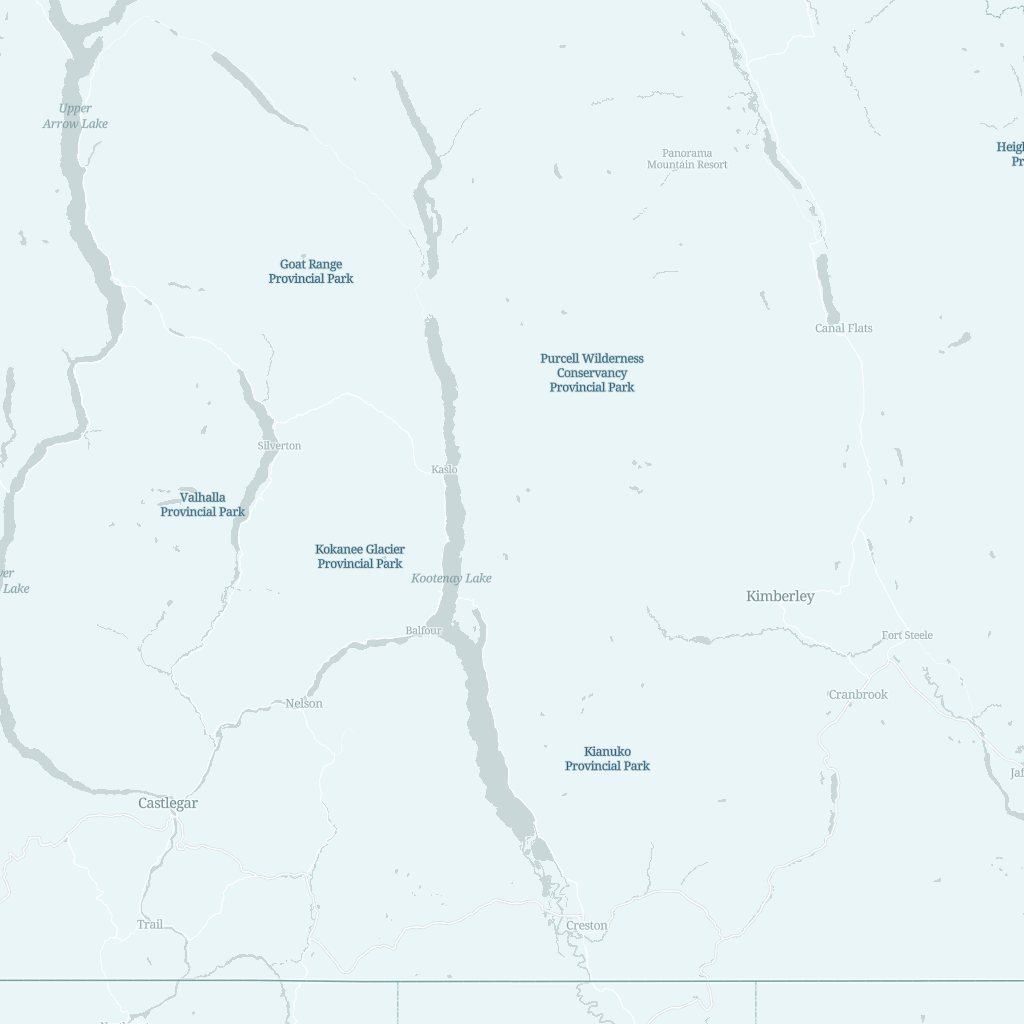 Upper
Arrow Lake
Panorama
Mountain Resort
Goat Range
Provincial Park
Canal Flats
Purcell Wilderness
Conservancy
Provincial Park
Silverton
Kaslo
Valhalla
Provincial Park
Kokanee Glacier
Provincial Park
Kootenay Lake
Lake
Kimberley
Balfour
Fort Steele
Cranbrook
Nelson
Kianuko
Provincial Park
Castlegar
Trail
Creston